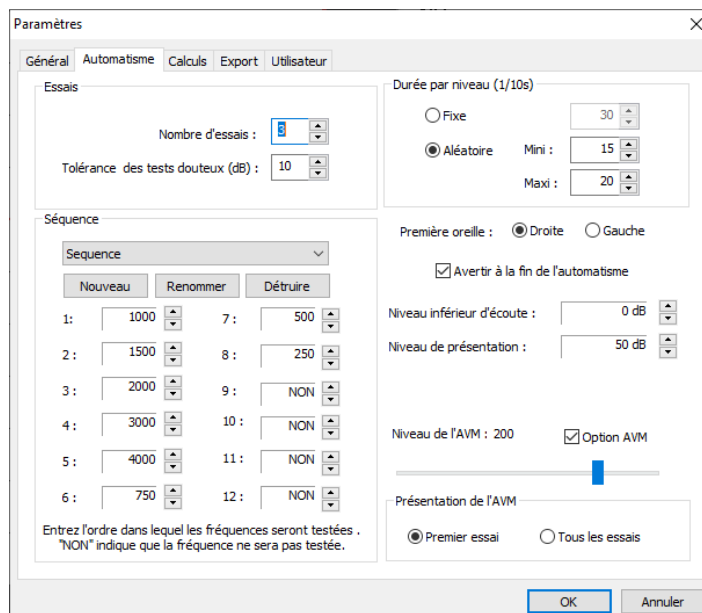 Paramètres
Général Automatisme Calculs Export Utilisateur
Essais
Nombre d'essais : 3
Tolérance des tests douteux (dB) : 10
Durée par niveau (1/10s)
Fixe 30
Aléatoire Mini : 15
Maxi : 20
Séquence
Sequence
Nouveau Renommer Détruire
1: 1000 7 : 500
2 : 1500 8 : 250
3 : 2000 9 : NON
4 : 3000 10 : NON
5 : 4000 11 : NON
6 : 750 12 : NON
Entrez l'ordre dans lequel les fréquences seront testées .
"NON" indique que la fréquence ne sera pas testée.
Première oreille : Droite Gauche
Avertir à la fin de l'automatisme
Niveau inférieur d'écoute : 0 dB
Niveau de présentation : 50 dB
Niveau de l'AVM : 200 Option AVM
Présentation de l'AVM
Premier essai Tous les essais
OK Annuler